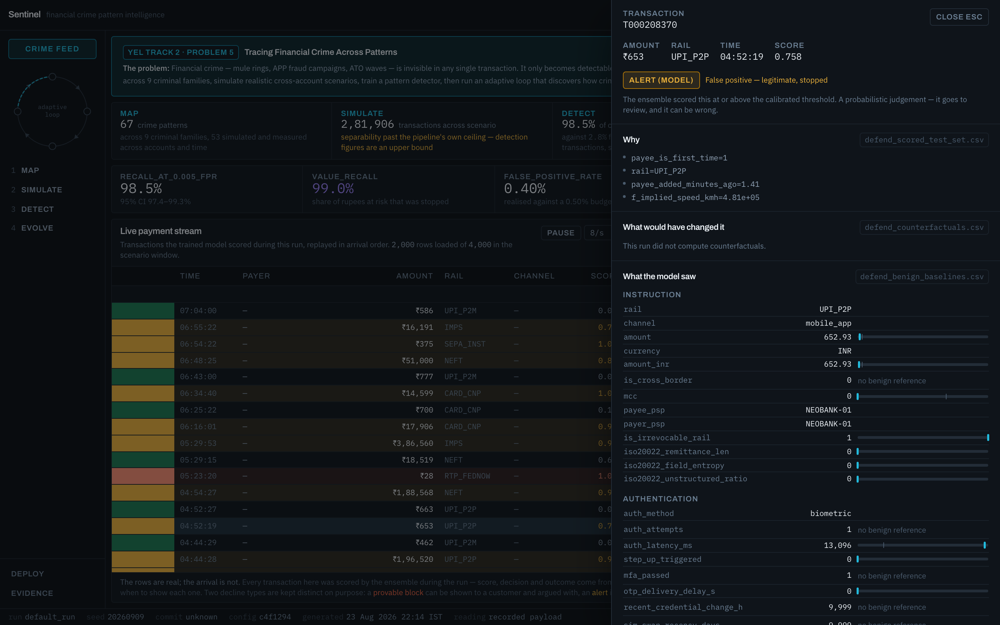 Sentinel financial crime pattern intelligence
CRIME FEED
adaptive
loop
1 MAP
2 SIMULATE
3 DETECT
4 EVOLVE
DEPLOY
EVIDENCE
YEL TRACK 2 · PROBLEM 5 Tracing Financial Crime Across Patterns
The problem: Financial crime — mule rings, APP fraud campaigns, ATO waves — is invisible in any single transaction. It only becomes detectable
across 9 criminal families, simulate realistic cross-account scenarios, train a pattern detector, then run an adaptive loop that discovers how
MAP
67 crime patterns
across 9 criminal families, 53 simulated and measured
across accounts and time
SIMULATE
2,81,906 transactions across scenario
separability past the pipeline's own ceiling — detection
figures are an upper bound
DETECT
98.5% of
against 2.8%
transactions,
RECALL_AT_0.005_FPR
98.5%
95% CI 97.4–99.3%
VALUE_RECALL
99.0%
share of rupees at risk that was stopped
FALSE_POSITIVE_RATE
0.40%
realised against a 0.50% budge
Live payment stream
PAUSE 8/s
Transactions the trained model scored during this run, replayed in arrival order. 2,000 rows loaded of 4,000 in the
scenario window.
TIME PAYER AMOUNT RAIL CHANNEL SCOR
07:04:00 — ₹586 UPI_P2M — 0.0
06:55:22 — ₹16,191 IMPS — 0.7
06:54:22 — ₹375 SEPA_INST — 1.0
06:48:25 — ₹51,000 NEFT — 0.8
06:43:00 — ₹777 UPI_P2M — 0.0
06:34:40 — ₹14,599 CARD_CNP — 1.0
06:25:22 — ₹700 CARD_CNP — 0.1
06:16:01 — ₹17,906 CARD_CNP — 0.9
05:29:53 — ₹3,86,560 IMPS — 0.9
05:29:15 — ₹18,519 NEFT — 0.6
05:23:20 — ₹28 RTP_FEDNOW — 1.0
04:54:27 — ₹1,88,568 NEFT — 0.9
04:52:27 — ₹663 UPI_P2P — 0.0
04:52:19 — ₹653 UPI_P2P — 0.7
04:44:29 — ₹462 UPI_P2M — 0.0
04:44:28 — ₹1,96,520 UPI_P2P — 0.9
The rows are real; the arrival is not. Every transaction here was scored by the ensemble during the run — score, decision and outcome come from
when to show each one. Two decline types are kept distinct on purpose: a provable block can be shown to a customer and argued with, an alert
run default_run seed 20260909 commit unknown config c4f1294 generated 23 Aug 2026 22:14 IST reading recorded payload
TRANSACTION
T000208370
CLOSE ESC
AMOUNT RAIL TIME SCORE
₹653 UPI_P2P 04:52:19 0.758
ALERT (MODEL) False positive — legitimate, stopped
The ensemble scored this at or above the calibrated threshold. A probabilistic judgement — it goes to
review, and it can be wrong.
Why defend_scored_test_set.csv
payee_is_first_time=1
rail=UPI_P2P
payee_added_minutes_ago=1.41
f_implied_speed_kmh=4.81e+05
What would have changed it defend_counterfactuals.csv
This run did not compute counterfactuals.
What the model saw defend_benign_baselines.csv
INSTRUCTION
rail UPI_P2P
channel mobile_app
amount 652.93
currency INR
amount_inr 652.93
is_cross_border 0 no benign reference
mcc 0
payee_psp NEOBANK-01
payer_psp NEOBANK-01
is_irrevocable_rail 1
iso20022_remittance_len 0
iso20022_field_entropy 0
iso20022_unstructured_ratio 0
AUTHENTICATION
auth_method biometric
auth_attempts 1 no benign reference
auth_latency_ms 13,096
step_up_triggered 0
mfa_passed 1 no benign reference
otp_delivery_delay_s 0
recent_credential_change_h 9,999 no benign reference
sim_swap_recency_days 9,999 no benign reference